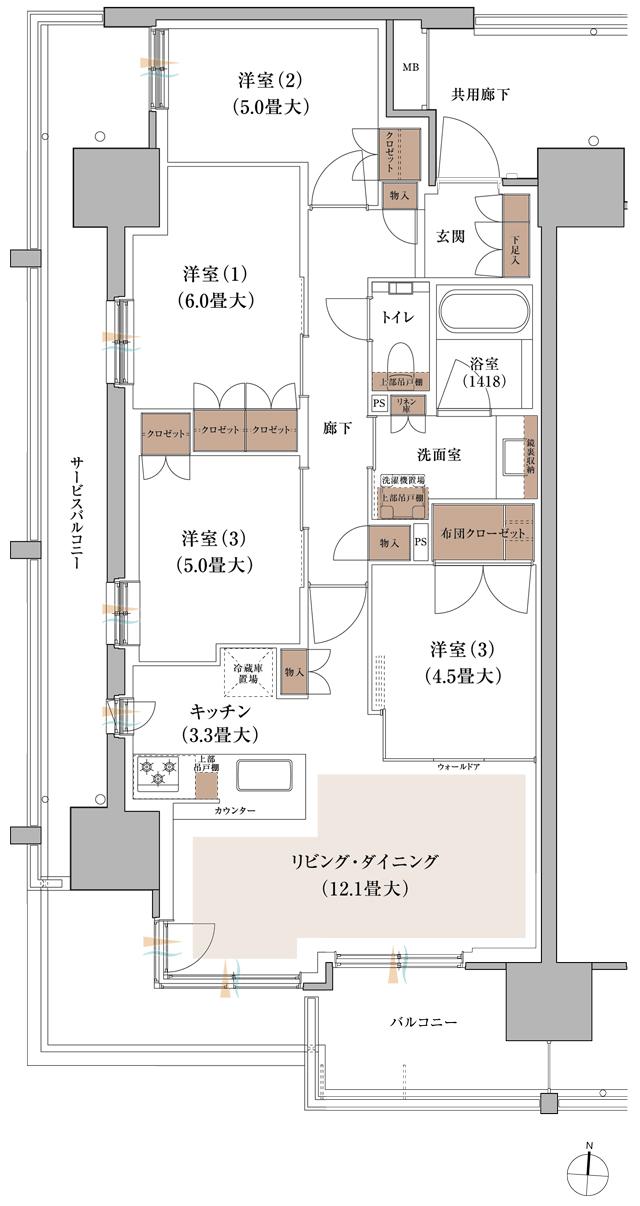 洋室(2)
(5.0畳大)
MB
共用廊下
クロゼット
物入
玄関
下足入
洋室(1)
(6.0畳大)
トイレ
上部吊戸棚
浴室
(1418)
PS
リネン
庫
クロゼット
クロゼット
クロゼット
廊下
洗面室
鏡裏収納
洗濯機置場
上部吊戸棚
サービスバルコニー
洋室(3)
(5.0畳大)
物入
PS
布団クローゼット
洋室(3)
(4.5畳大)
冷蔵庫
置場
物入
キッチン
(3.3畳大)
上部
吊戸棚
ウォールドア
カウンター
リビング・ダイニング
(12.1畳大)
バルコニー
N